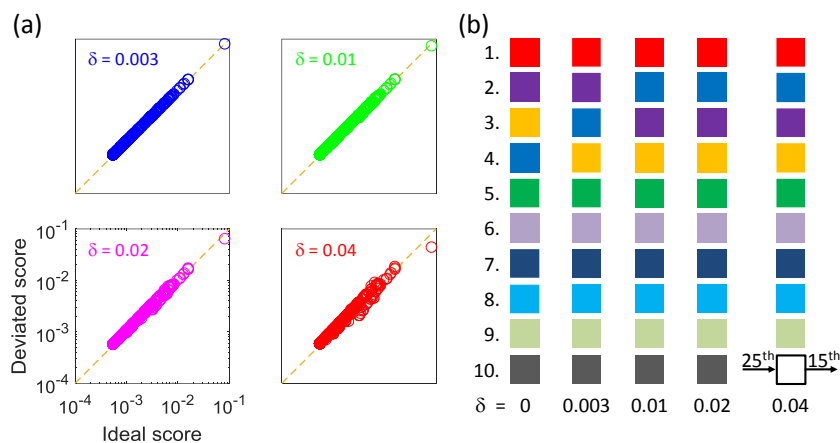 (a)
δ = 0.003
δ = 0.01
δ = 0.02
δ = 0.04
Deviated score
10⁻¹
10⁻²
10⁻³
10⁻⁴
10⁻⁴ 10⁻³ 10⁻² 10⁻¹
Ideal score
(b)
1.
2.
3.
4.
5.
6.
7.
8.
9.
10.
25ᵗʰ 15ᵗʰ
δ = 0 0.003 0.01 0.02 0.04